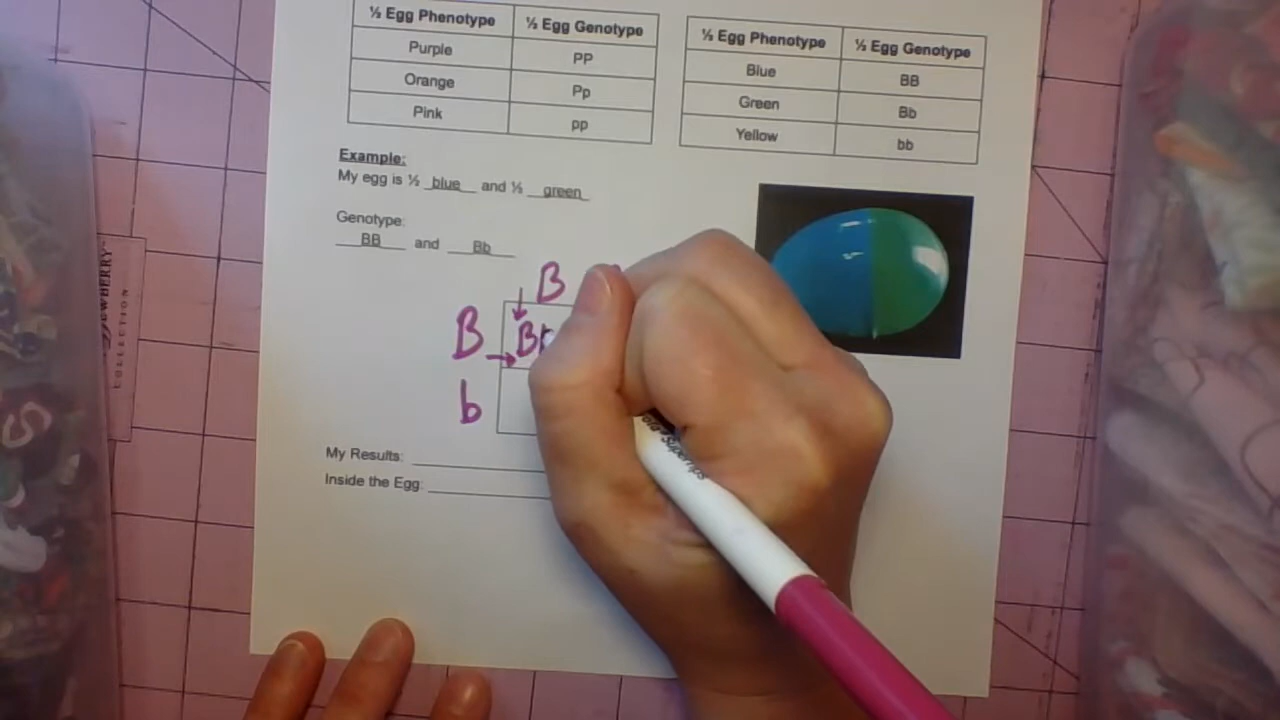 ½ Egg Phenotype ½ Egg Genotype
Purple PP
Orange Pp
Pink pp
½ Egg Phenotype ½ Egg Genotype
Blue BB
Green Bb
Yellow bb
Example:
My egg is ½ blue and ½ green
Genotype:
BB and Bb
B
B
b
My Results:
Inside the Egg:
COLLECTION